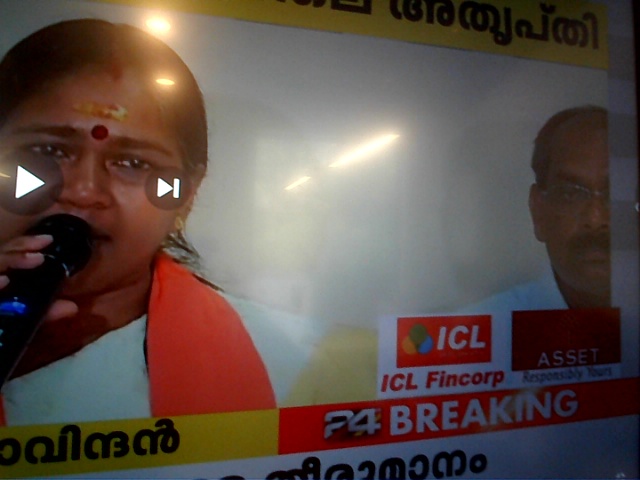 അതൃപ്തി
ICL
ICL Fincorp
ASSET
Responsibly Yours
ാവിന്ദൻ
24 BREAKING
തീരുമാനം